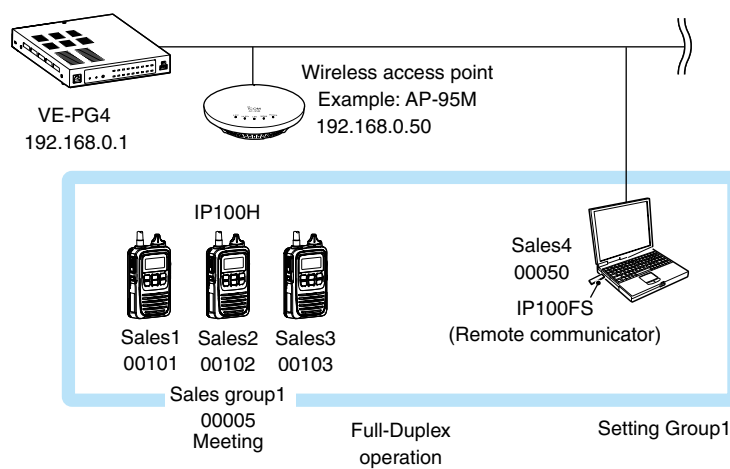 VE-PG4
192.168.0.1
Wireless access point
Example: AP-95M
192.168.0.50
IP100H
Sales1
00101
Sales2
00102
Sales3
00103
Sales group1
00005
Meeting
Sales4
00050
IP100FS
(Remote communicator)
Full-Duplex
operation
Setting Group1